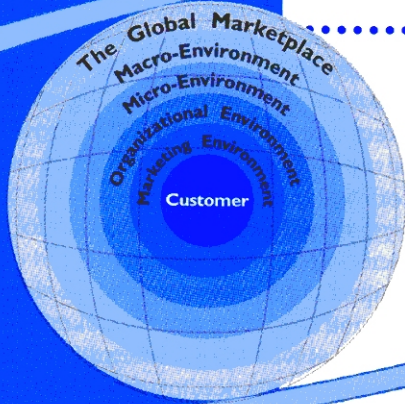 The Global Marketplace
Macro-Environment
Micro-Environment
Organizational Environment
Marketing Environment
Customer